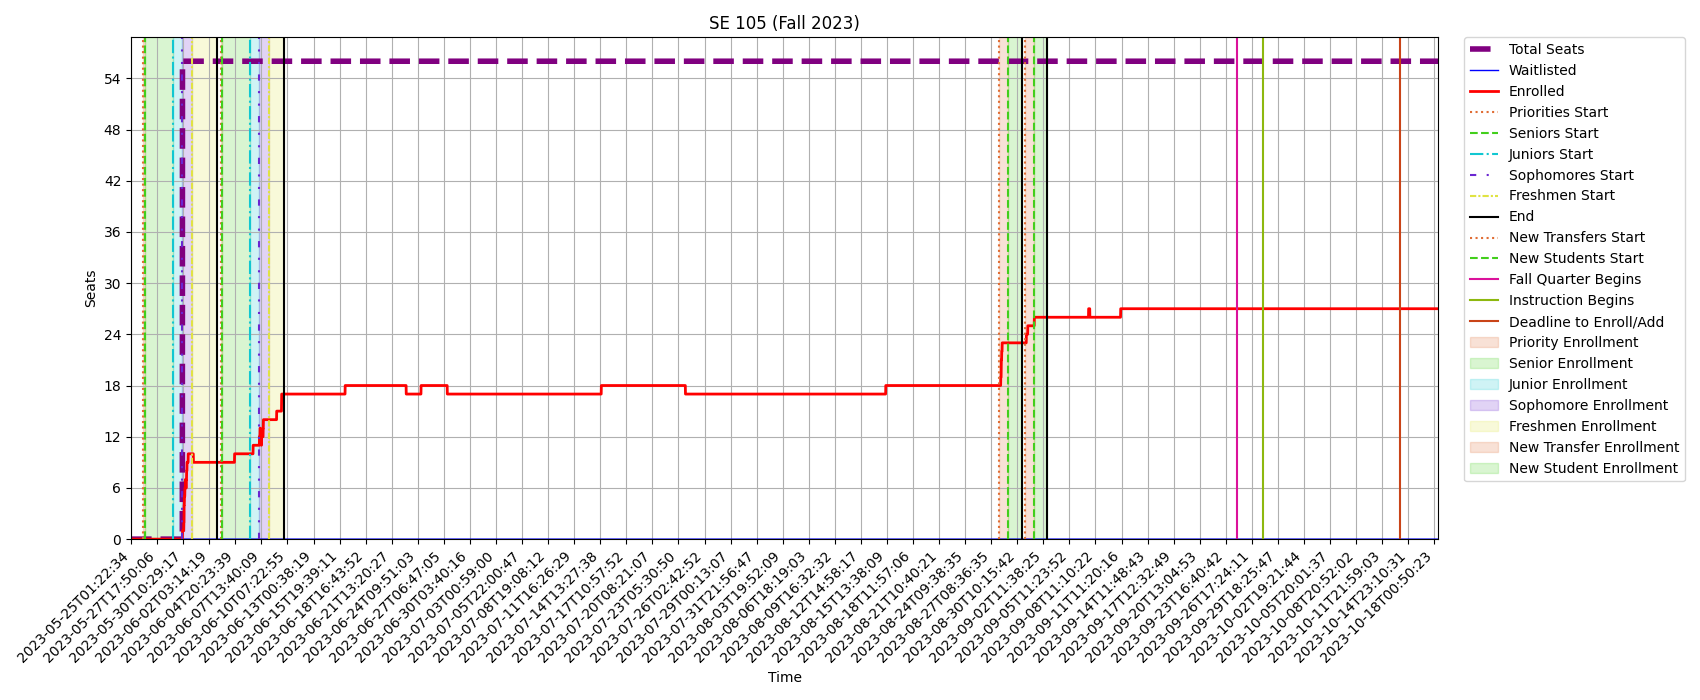 SE 105 (Fall 2023)
Seats
54
48
42
36
30
24
18
12
6
0
2023-05-25T01:22:34
2023-05-27T17:50:06
2023-05-30T10:29:17
2023-06-02T03:14:19
2023-06-04T20:23:39
2023-06-07T13:40:09
2023-06-10T07:22:53
2023-06-13T00:38:19
2023-06-15T19:39:11
2023-06-18T16:43:52
2023-06-21T13:20:27
2023-06-24T09:51:03
2023-06-27T06:47:05
2023-06-30T03:40:16
2023-07-03T00:59:00
2023-07-05T22:00:47
2023-07-08T19:08:12
2023-07-11T16:26:29
2023-07-14T13:27:38
2023-07-17T10:57:52
2023-07-20T08:21:07
2023-07-23T05:30:50
2023-07-26T02:42:52
2023-07-29T00:13:07
2023-07-31T21:56:47
2023-08-03T19:52:09
2023-08-06T18:19:03
2023-08-09T16:32:32
2023-08-12T14:58:17
2023-08-15T13:38:09
2023-08-18T11:57:06
2023-08-21T10:40:21
2023-08-24T09:38:35
2023-08-27T08:36:35
2023-08-30T10:15:42
2023-09-02T11:38:25
2023-09-05T11:23:52
2023-09-08T11:10:22
2023-09-11T11:20:16
2023-09-14T11:48:43
2023-09-17T12:32:49
2023-09-20T13:04:53
2023-09-23T16:40:42
2023-09-26T17:24:11
2023-09-29T18:25:47
2023-10-02T19:21:44
2023-10-05T20:01:37
2023-10-08T20:52:02
2023-10-11T21:59:03
2023-10-14T23:10:31
2023-10-18T00:50:23
Time
Total Seats
Waitlisted
Enrolled
Priorities Start
Seniors Start
Juniors Start
Sophomores Start
Freshmen Start
End
New Transfers Start
New Students Start
Fall Quarter Begins
Instruction Begins
Deadline to Enroll/Add
Priority Enrollment
Senior Enrollment
Junior Enrollment
Sophomore Enrollment
Freshmen Enrollment
New Transfer Enrollment
New Student Enrollment